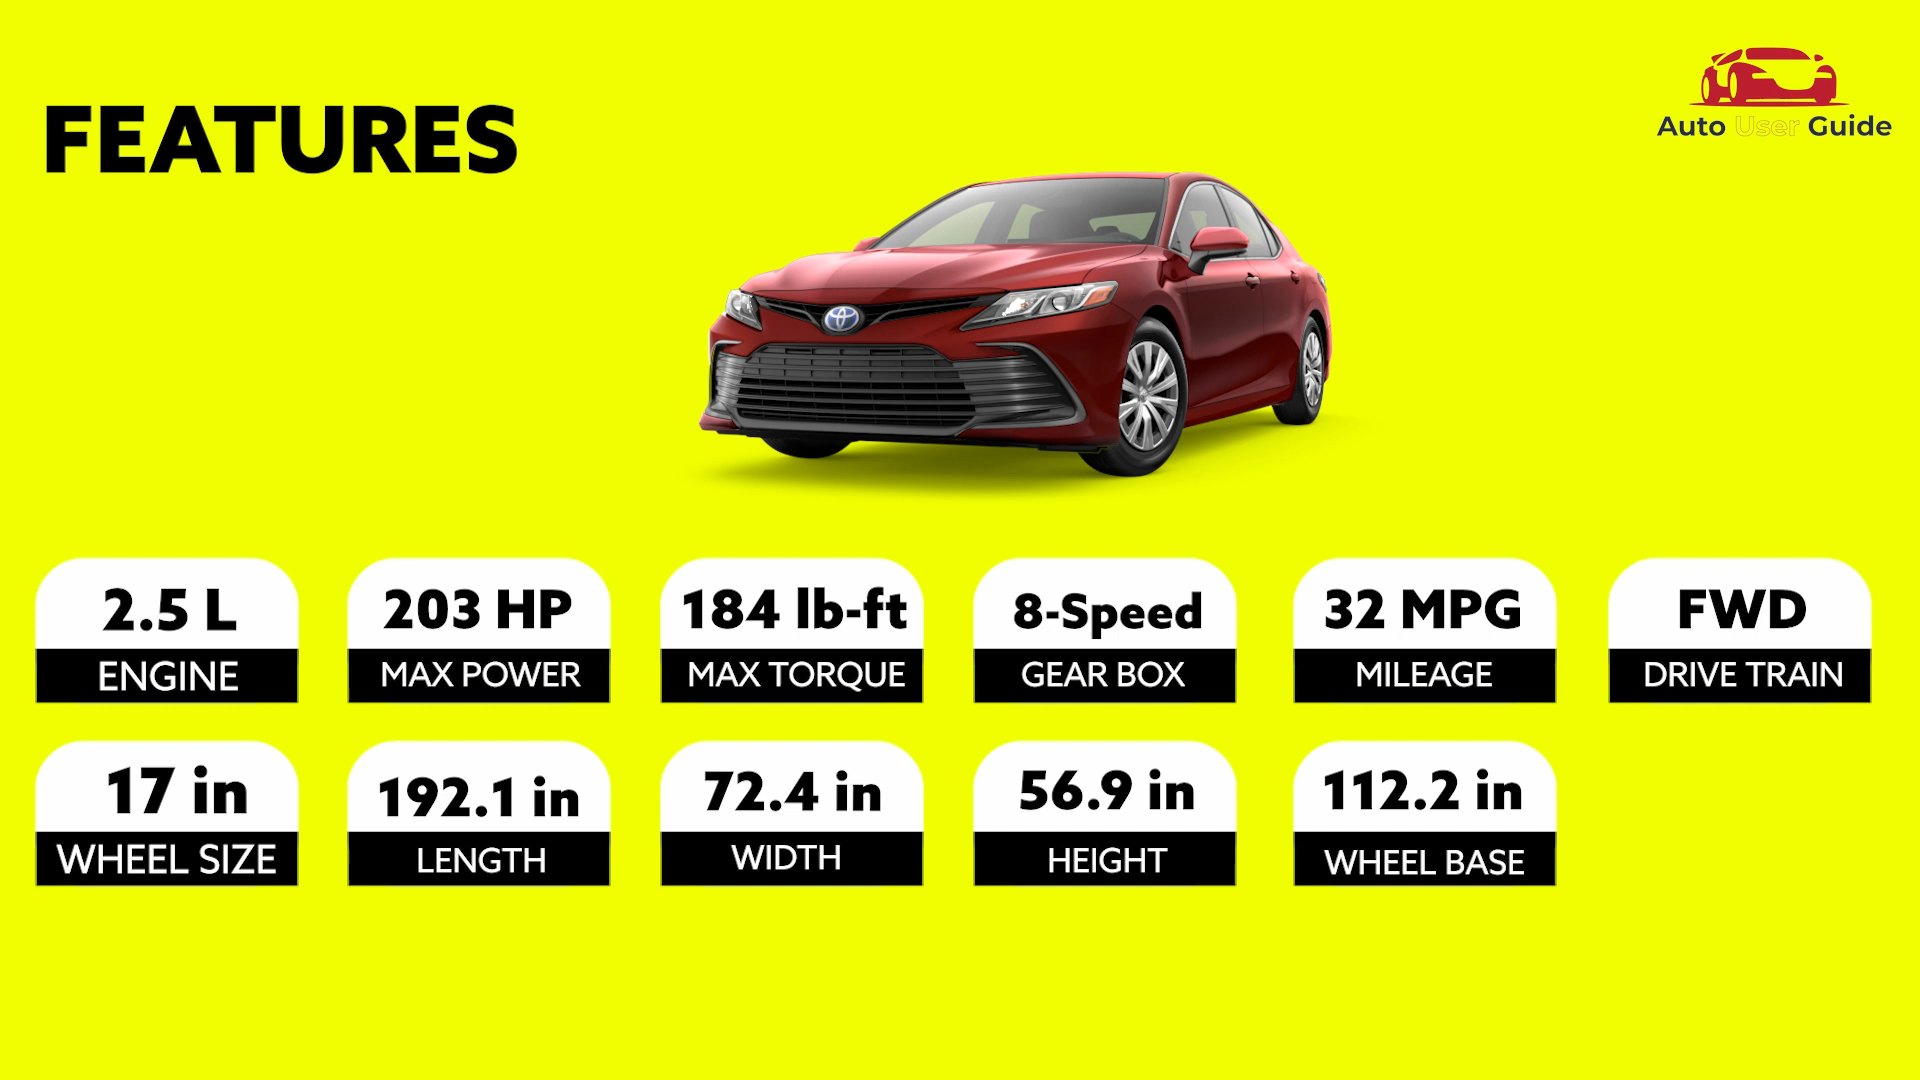 Auto User Guide
FEATURES
2.5 L
ENGINE
203 HP
MAX POWER
184 lb-ft
MAX TORQUE
8-Speed
GEAR BOX
32 MPG
MILEAGE
FWD
DRIVE TRAIN
17 in
WHEEL SIZE
192.1 in
LENGTH
72.4 in
WIDTH
56.9 in
HEIGHT
112.2 in
WHEEL BASE